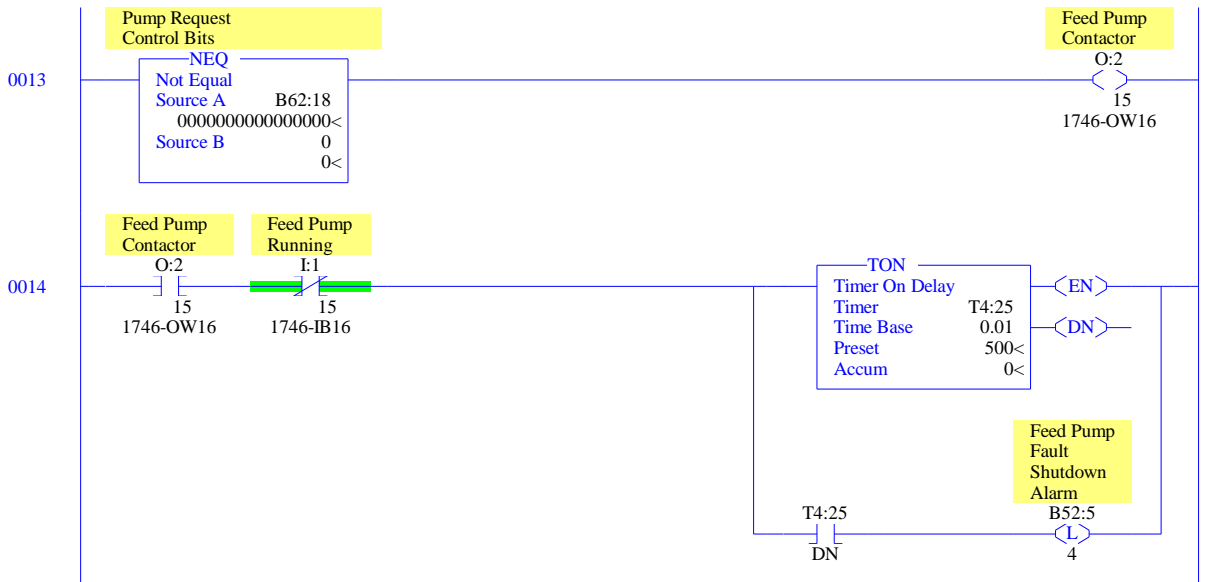 Pump Request
Control Bits
Feed Pump
Contactor
0013
NEQ
Not Equal
Source A B62:18
0000000000000000<
Source B 0
0<
O:2
15
1746-OW16
Feed Pump
Contactor
Feed Pump
Running
0014
O:2
15
1746-OW16
I:1
15
1746-IB16
TON
Timer On Delay
Timer T4:25
Time Base 0.01
Preset 500<
Accum 0<
EN
DN
Feed Pump
Fault
Shutdown
Alarm
T4:25
DN
B52:5
L
4